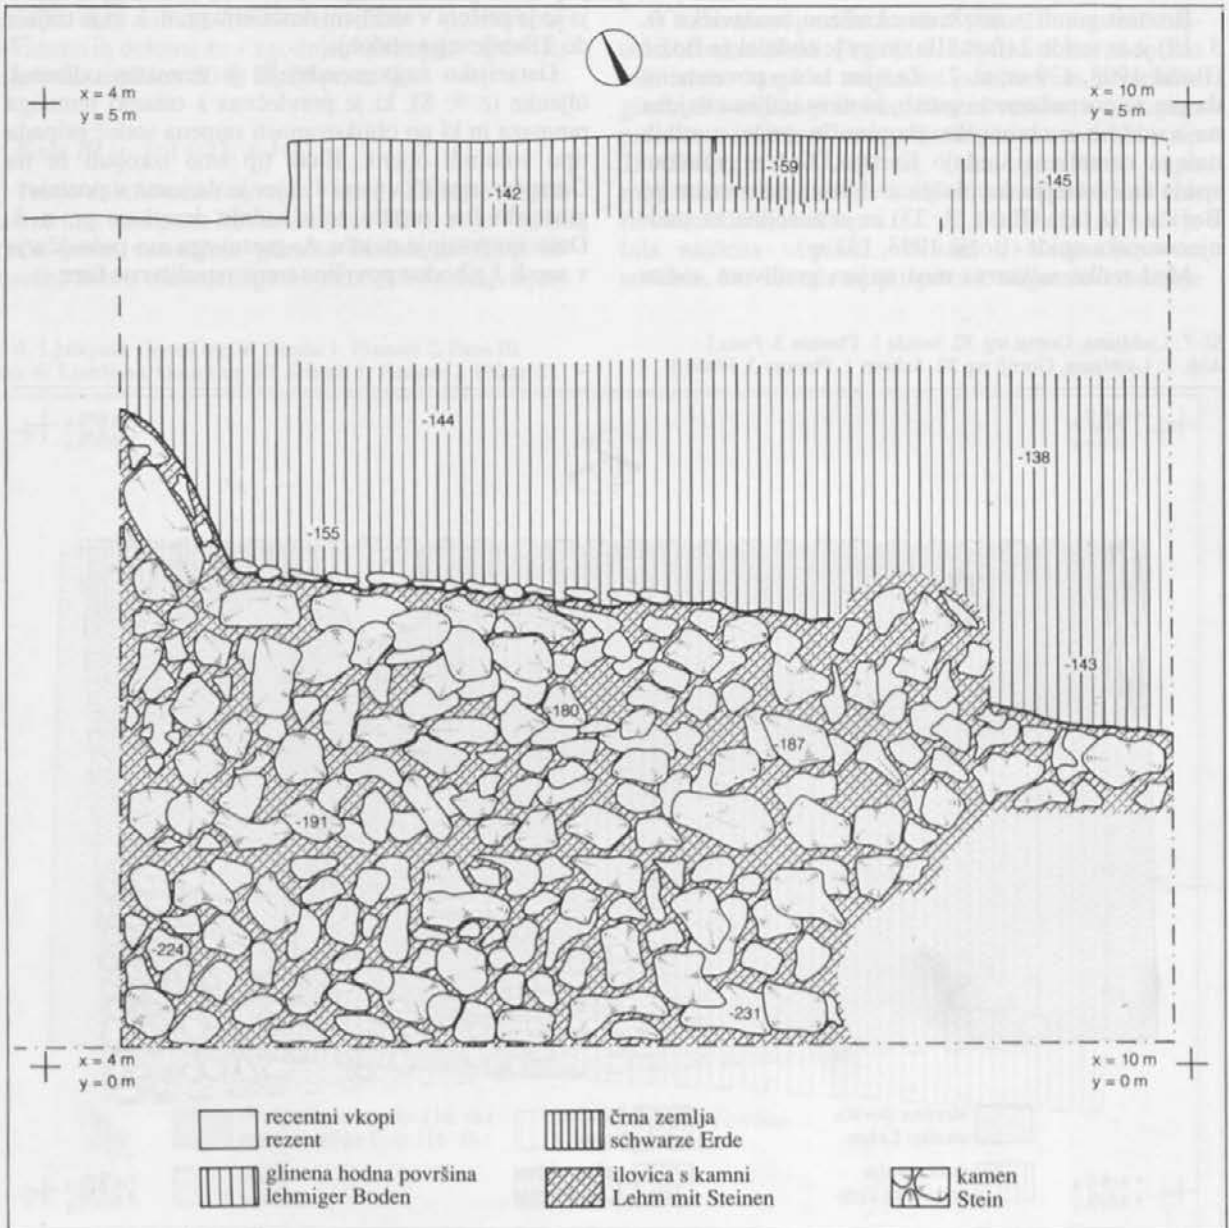 x = 4 m
y = 5 m
x = 10 m
y = 5 m
-142
-159
-145
-144
-138
-155
-143
-180
-187
-191
-224
-231
x = 4 m
y = 0 m
x = 10 m
y = 0 m
recentni vkopi
rezent
črna zemlja
schwarze Erde
glinena hodna površina
lehmiger Boden
ilovica s kamni
Lehm mit Steinen
kamen
Stein